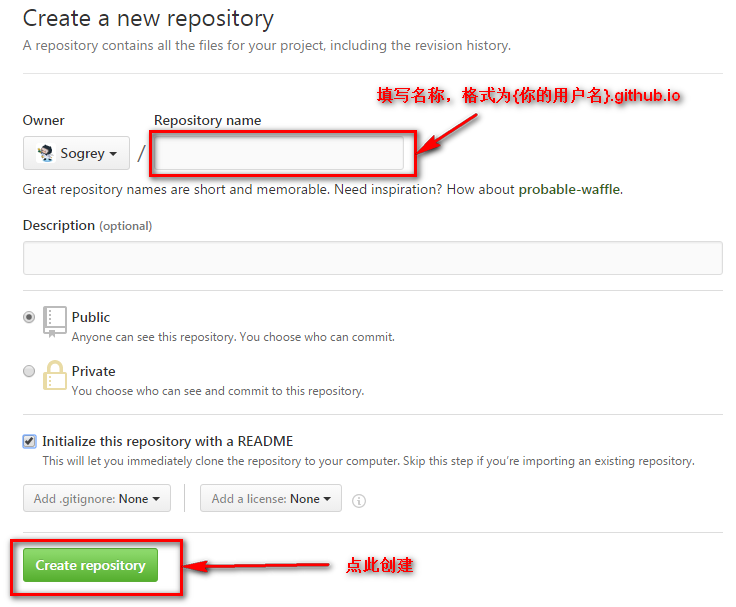 Create a new repository
A repository contains all the files for your project, including the revision history.
填写名称，格式为{你的用户名}.github.io
Owner
Repository name
Sogrey
/
Great repository names are short and memorable. Need inspiration? How about probable-waffle.
Description (optional)
Public
Anyone can see this repository. You choose who can commit.
Private
You choose who can see and commit to this repository.
Initialize this repository with a README
This will let you immediately clone the repository to your computer. Skip this step if you're importing an existing repository.
Add .gitignore: None
Add a license: None
Create repository
点此创建